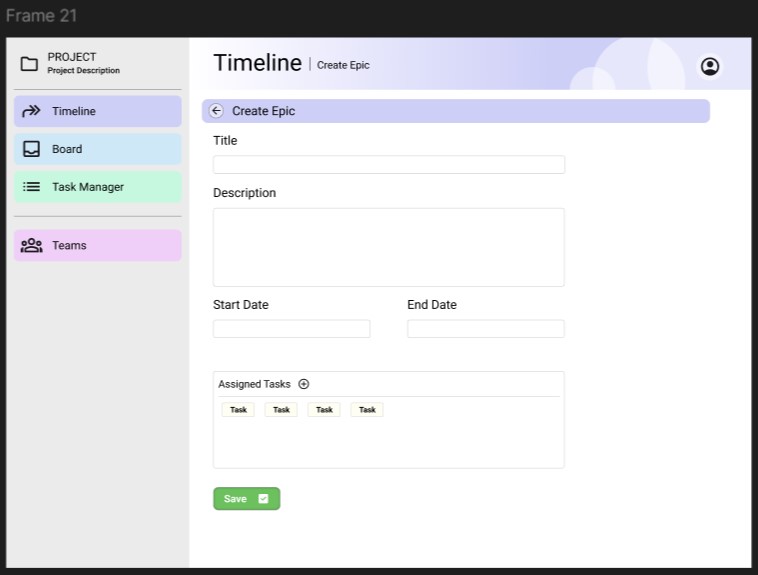 Frame 21
PROJECT
Project Description
Timeline
Board
Task Manager
Teams
Timeline | Create Epic
Create Epic
Title
Description
Start Date End Date
Assigned Tasks
Task Task Task Task
Save